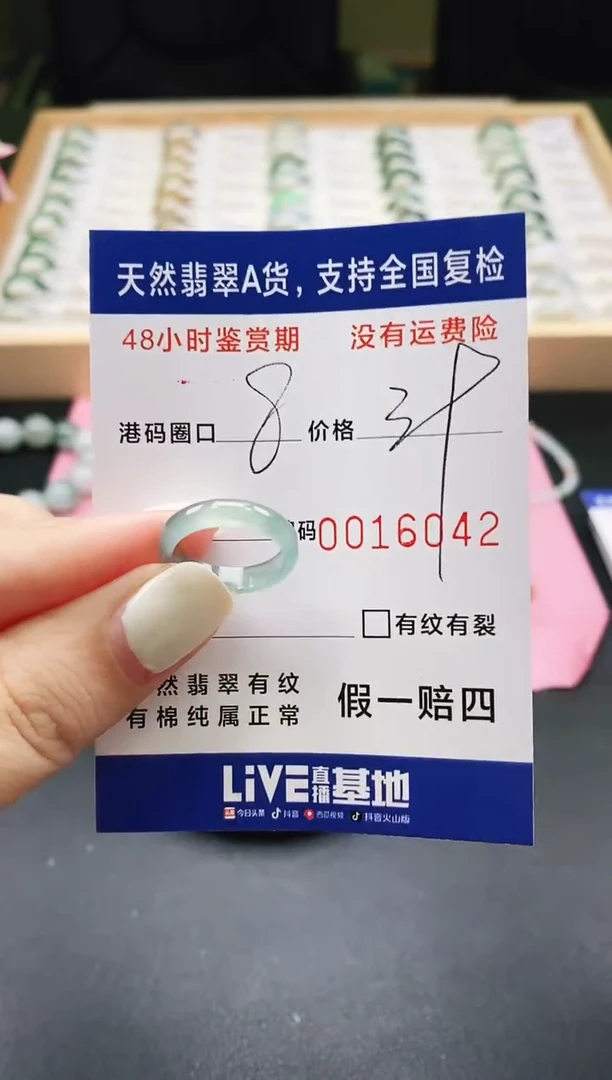 天然翡翠A货，支持全国复检
48小时鉴赏期 没有运费险
港码圈口 8 价格
码0016042
有纹有裂
然翡翠有纹
有棉纯属正常
假一赔四
LiVE直播基地
头条 今日头条 抖音 西瓜视频 抖音火山版